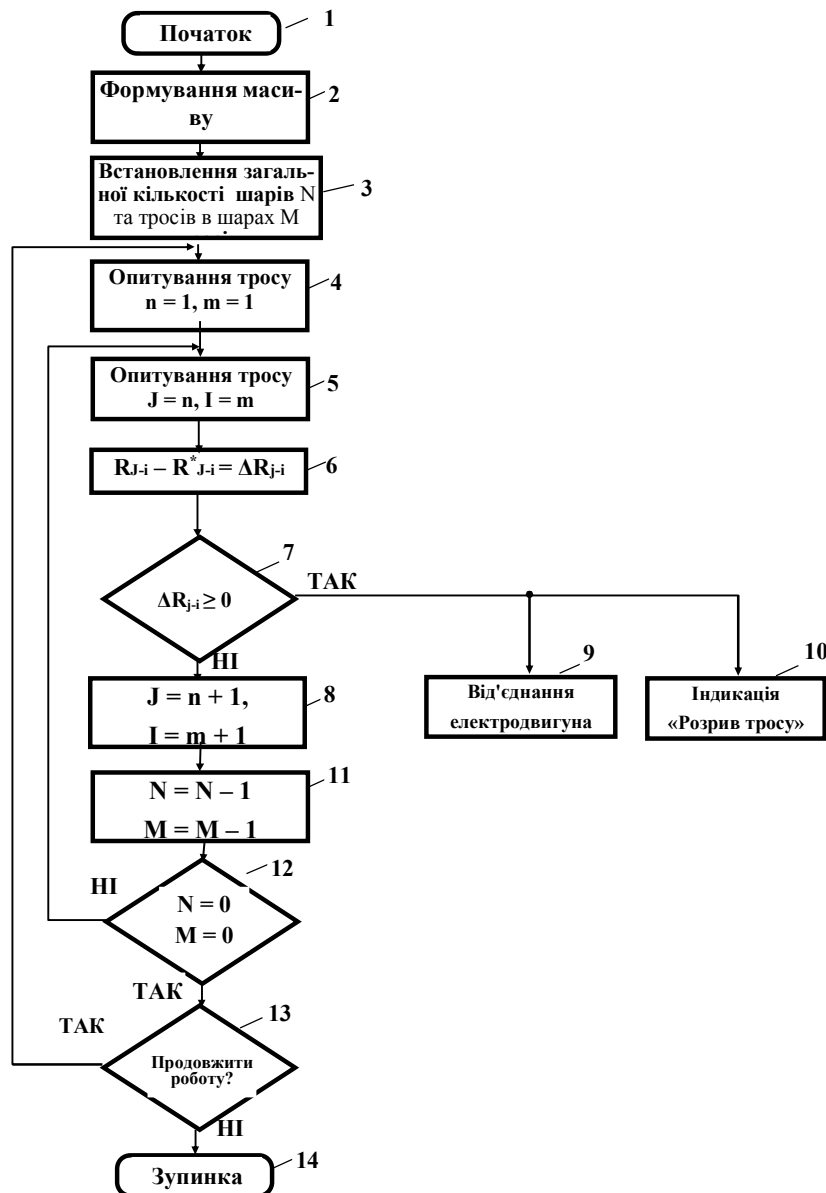 Початок
1
Формування маси-
ву
2
Встановлення загаль-
ної кількості шарів N
та тросів в шарах M
3
Опитування тросу
n = 1, m = 1
4
Опитування тросу
J = n, I = m
5
RJ-i – R*J-i = ΔRj-i
6
7
ΔRj-i ≥ 0
ТАК
НІ
J = n + 1,
I = m + 1
8
9
Від'єднання
електродвигуна
10
Індикація
«Розрив тросу»
N = N – 1
M = M – 1
11
12
НІ
N = 0
M = 0
ТАК
13
ТАК
Продовжити
роботу?
НІ
Зупинка
14